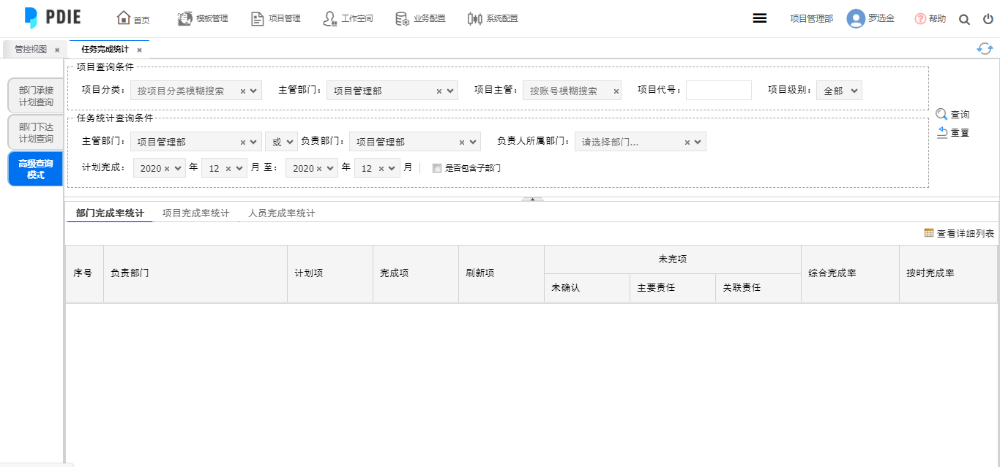 PDIE 首页 模板管理 项目管理 工作空间 业务配置 系统配置 项目管理部 罗选金 帮助
管控视图 × 任务完成统计 ×
部门承接
计划查询
部门下达
计划查询
高级查询
模式
项目查询条件
项目分类: 按项目分类模糊搜索 × 主管部门: 项目管理部 × 项目主管: 按账号模糊搜索 × 项目代号: 项目级别: 全部
任务统计查询条件
主管部门: 项目管理部 × 或 负责部门: 项目管理部 × 负责人所属部门: 请选择部门... ×
计划完成: 2020 × 年 12 × 月 至: 2020 × 年 12 × 月 是否包含子部门
查询
重置
部门完成率统计 项目完成率统计 人员完成率统计
查看详细列表
序号 负责部门 计划项 完成项 刷新项 未完项 综合完成率 按时完成率
未确认 主要责任 关联责任